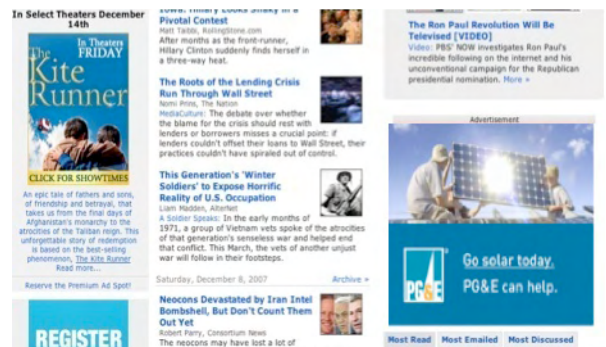 In Select Theaters December
14th
In Theaters
FRIDAY
The
Kite
Runner
CLICK FOR SHOWTIMES
An epic tale of fathers and sons,
of friendship and betrayal, that
takes us from the final days of
Afghanistan's monarchy to the
atrocities of the Taliban reign. This
unforgettable story of redemption
is based on the best-selling
phenomenon, The Kite Runner
Read more...
Reserve the Premium Ad Spot!
REGISTER
Iowa: Hillary Looks Shaky in a
Pivotal Contest
Matt Taibbi, RollingStone.com
After months as the front-runner,
Hillary Clinton suddenly finds herself in
a three-way heat.
The Roots of the Lending Crisis
Run Through Wall Street
Nomi Prins, The Nation
MediaCulture: The debate over whether
the blame for the crisis should rest with
lenders or borrowers misses a crucial point: if
lenders couldn't offset their loans to Wall Street, their
practices couldn't have spiraled out of control.
This Generation's 'Winter
Soldiers' to Expose Horrific
Reality of U.S. Occupation
Liam Madden, AlterNet
A Soldier Speaks: In the early months of
1971, a group of Vietnam vets spoke of the atrocities
of that generation's senseless war and helped end
that conflict. This March, the vets of another unjust
war will follow in their footsteps.
Saturday, December 8, 2007 Archive »
Neocons Devastated by Iran Intel
Bombshell, But Don't Count Them
Out Yet
Robert Parry, Consortium News
The neocons may have lost a lot of
The Ron Paul Revolution Will Be
Televised [VIDEO]
Video: PBS' NOW investigates Ron Paul's
incredible following on the internet and his
unconventional campaign for the Republican
presidential nomination. More »
Advertisement
Go solar today.
PG&E can help.
PG&E
Most Read Most Emailed Most Discussed